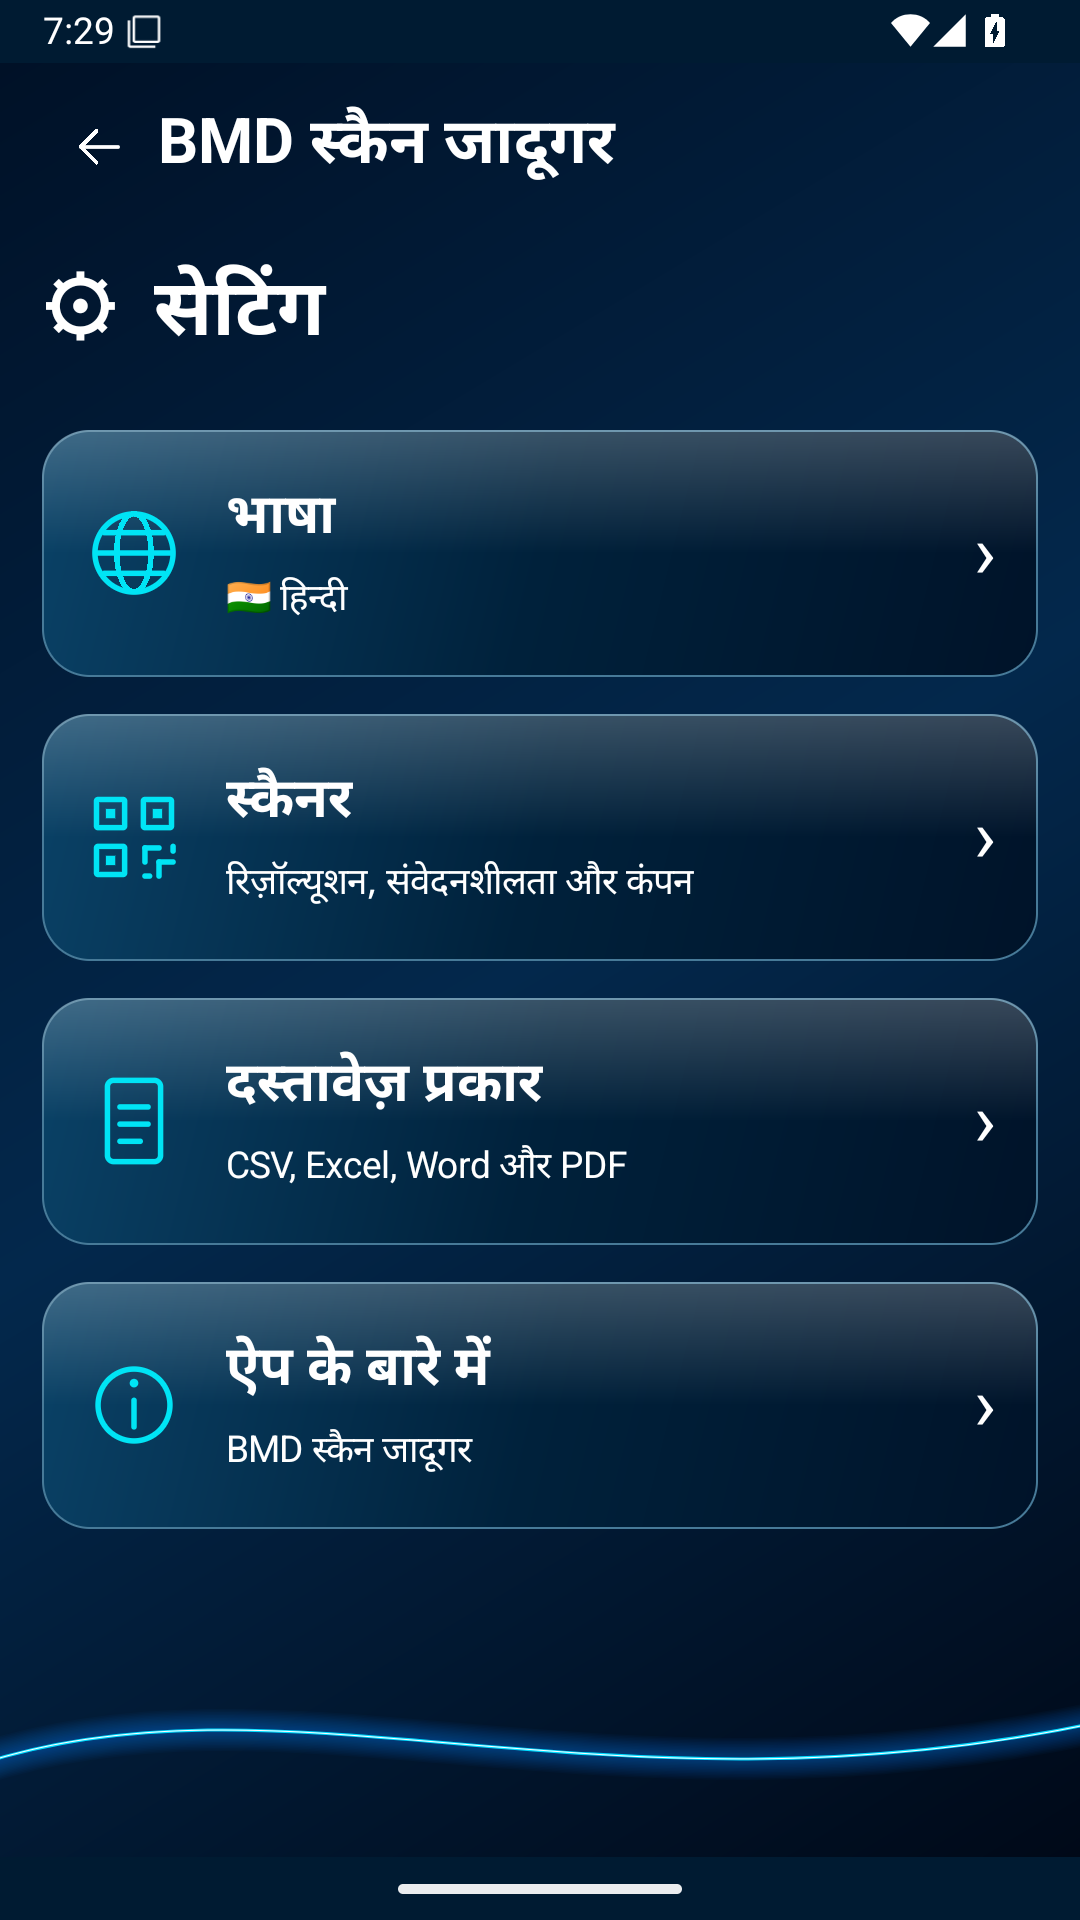 7:29
BMD स्कैन जादूगर
सेटिंग
भाषा
🇮🇳 हिन्दी
स्कैनर
रिज़ॉल्यूशन, संवेदनशीलता और कंपन
दस्तावेज़ प्रकार
CSV, Excel, Word और PDF
ऐप के बारे में
BMD स्कैन जादूगर